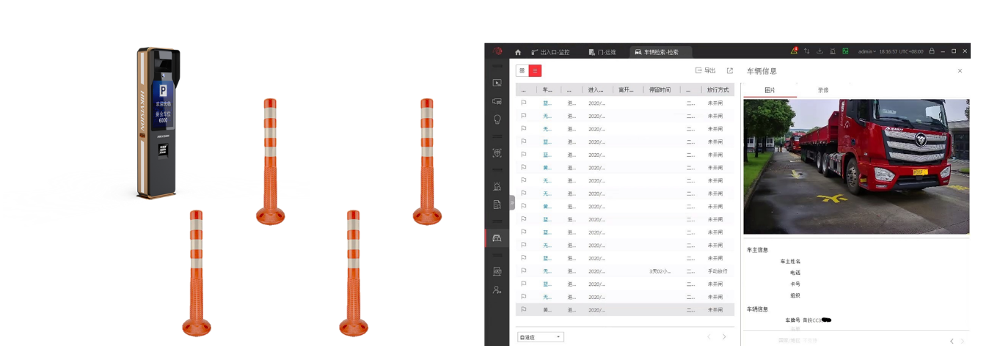 P
欢迎光临
剩余车位
6000
HIKVISION
HIKVISION
出入口-监控
门-运维
车辆检索-检索
admin 18:16:57 UTC+08:00
导出
车辆信息
图片 录像
... 车... ... 进入... 离开... 停留时间 ... 放行方式
蓝... 进... 2020/... 二... 未开闸
无... 进... 2020/... 二... 未开闸
无... 进... 2020/... 二... 未开闸
蓝... 进... 2020/... 二... 未开闸
蓝... 进... 2020/... 二... 未开闸
黄... 进... 2020/... 二... 未开闸
无... 进... 2020/... 二... 未开闸
无... 进... 2020/... 二... 未开闸
黄... 进... 2020/... 二... 未开闸
蓝... 进... 2020/... 二... 未开闸
蓝... 进... 2020/... 二... 未开闸
无... 进... 2020/... 二... 未开闸
蓝... 进... 2020/... 二... 未开闸
无... 进... 2020/... 3天02小... 二... 手动放行
蓝... 进... 2020/... 二... 未开闸
无... 进... 2020/... 二... 未开闸
黄... 进... 2020/... 二... 未开闸
车主信息
车主姓名
电话
卡号
组织
车辆信息
车牌号 黄皖CC2
自适应